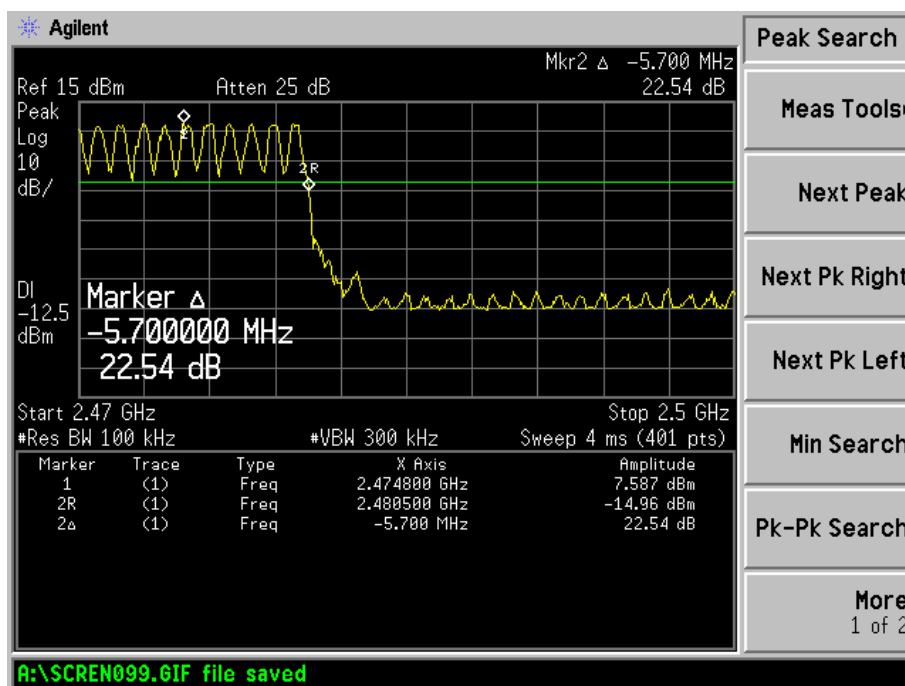 Agilent
Peak Search
Mkr2 Δ -5.700 MHz
Ref 15 dBm Atten 25 dB 22.54 dB
Peak
Log
10
dB/
2
2R
DI
-12.5
dBm
Marker Δ
-5.700000 MHz
22.54 dB
Start 2.47 GHz Stop 2.5 GHz
#Res BW 100 kHz #VBW 300 kHz Sweep 4 ms (401 pts)
Marker Trace Type X Axis Amplitude
1 (1) Freq 2.474800 GHz 7.587 dBm
2R (1) Freq 2.480500 GHz -14.96 dBm
2Δ (1) Freq -5.700 MHz 22.54 dB
Meas Tools
Next Peak
Next Pk Right
Next Pk Left
Min Search
Pk-Pk Search
More
1 of 2
A:\SCREN099.GIF file saved